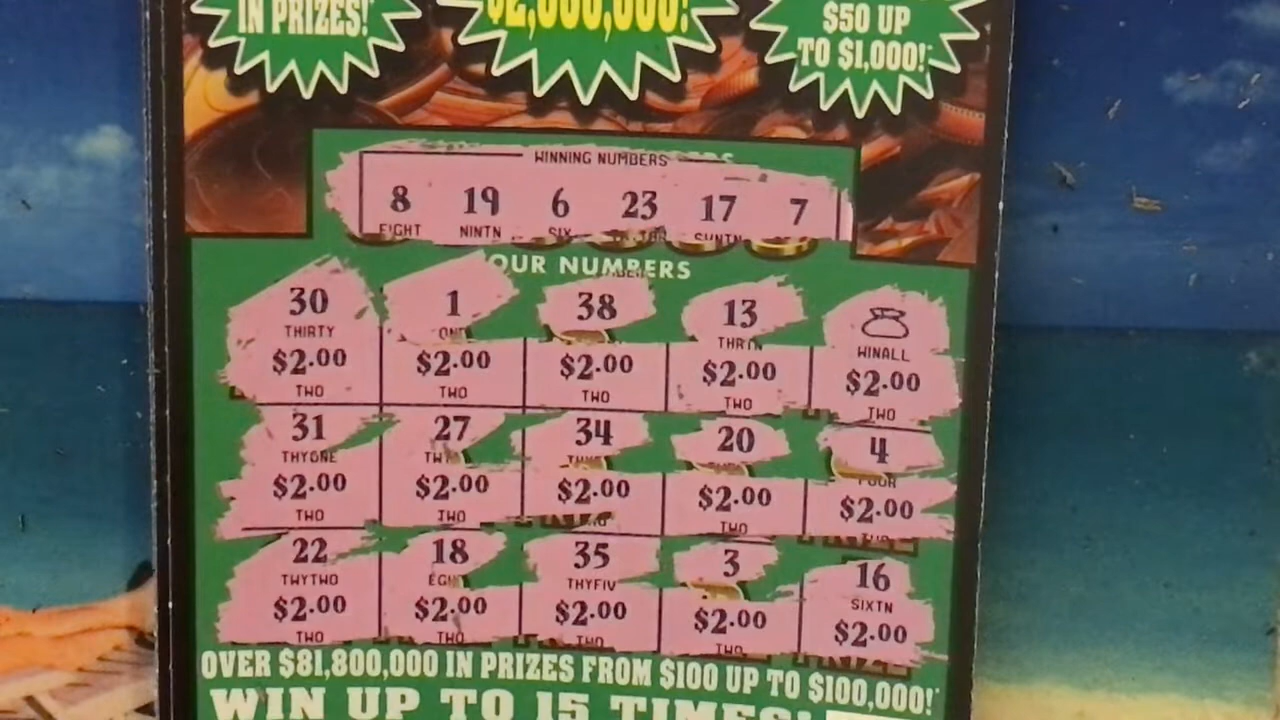 IN PRIZES!
$2,000,000!
$50 UP
TO $1,000!
WINNING NUMBERS
8 19 6 23 17 7
EIGHT NINTN SIX SVNTN
OUR NUMBERS
30 1 38 13
THIRTY ONE THRTN WINALL
$2.00 $2.00 $2.00 $2.00 $2.00
TWO TWO TWO TWO TWO
31 27 34 20 4
THYONE FOUR
$2.00 $2.00 $2.00 $2.00 $2.00
TWO TWO TWO
22 18 35 3 16
TWYTWO EGH THYFIV SIXTN
$2.00 $2.00 $2.00 $2.00 $2.00
TWO TWO TWO TWO
OVER $81,800,000 IN PRIZES FROM $100 UP TO $100,000!
WIN UP TO 15 TIMES!